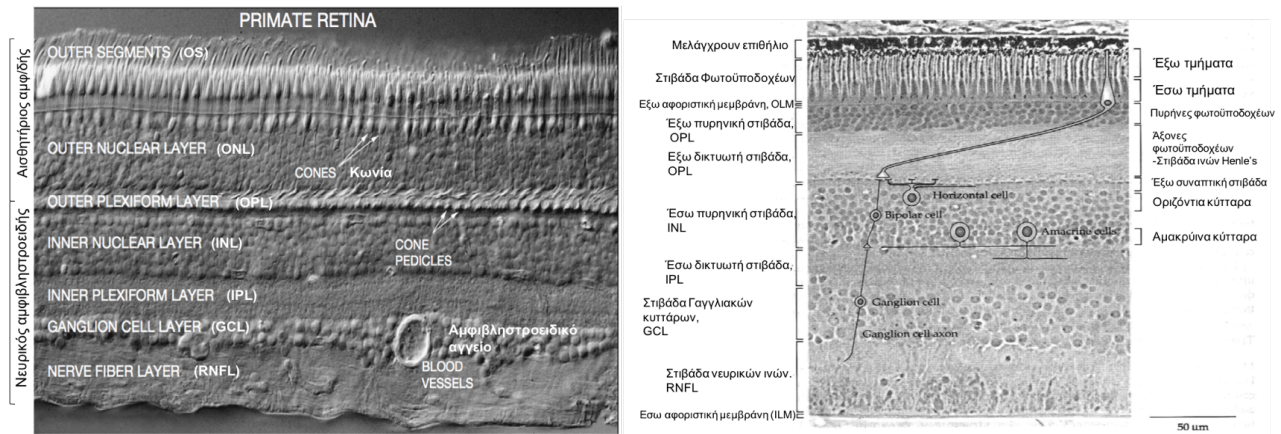 PRIMATE RETINA
Αισθητήριος αμφ/δής
Νευρικός αμφιβληστροειδής
OUTER SEGMENTS (OS)
OUTER NUCLEAR LAYER (ONL)
CONES Κωνία
OUTER PLEXIFORM LAYER (OPL)
INNER NUCLEAR LAYER (INL)
CONE
PEDICLES
INNER PLEXIFORM LAYER (IPL)
GANGLION CELL LAYER (GCL)
Αμφιβληστροειδικό
αγγείο
BLOOD
VESSELS
NERVE FIBER LAYER (RNFL)
Μελάγχρουν επιθήλιο
Στιβάδα Φωτοϋποδοχέων
Εξω αφοριστική μεμβράνη, OLM
Έξω πυρηνική στιβάδα,
OPL
Εξω δικτυωτή στιβάδα,
OPL
Έσω πυρηνική στιβάδα,
INL
Έσω δικτυωτή στιβάδα,
IPL
Στιβάδα Γαγγλιακών
κυττάρων,
GCL
Στιβάδα νευρικών ινών.
RNFL
Εσω αφοριστική μεμβράνη (ILM)
Horizontal cell
Bipolar cell
Amacrine cells
Ganglion cell
Ganglion cell axon
Έξω τμήματα
Έσω τμήματα
Πυρήνες φωτοϋποδοχέων
Άξονες
φωτοϋποδοχέων
-Στιβάδα ινών Henle's
Έξω συναπτική στιβάδα
Οριζόντια κύτταρα
Αμακρύινα κύτταρα
50 μm